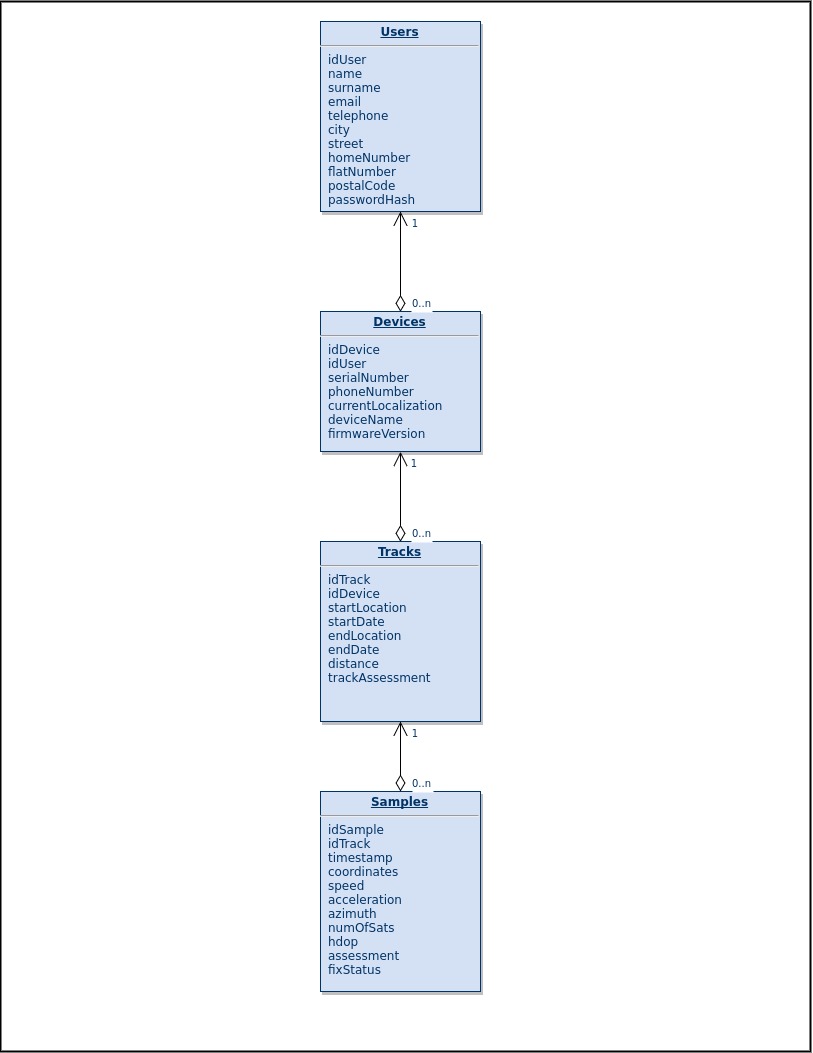 Users
idUser
name
surname
email
telephone
city
street
homeNumber
flatNumber
postalCode
passwordHash
1
0..n
Devices
idDevice
idUser
serialNumber
phoneNumber
currentLocalization
deviceName
firmwareVersion
1
0..n
Tracks
idTrack
idDevice
startLocation
startDate
endLocation
endDate
distance
trackAssessment
1
0..n
Samples
idSample
idTrack
timestamp
coordinates
speed
acceleration
azimuth
numOfSats
hdop
assessment
fixStatus